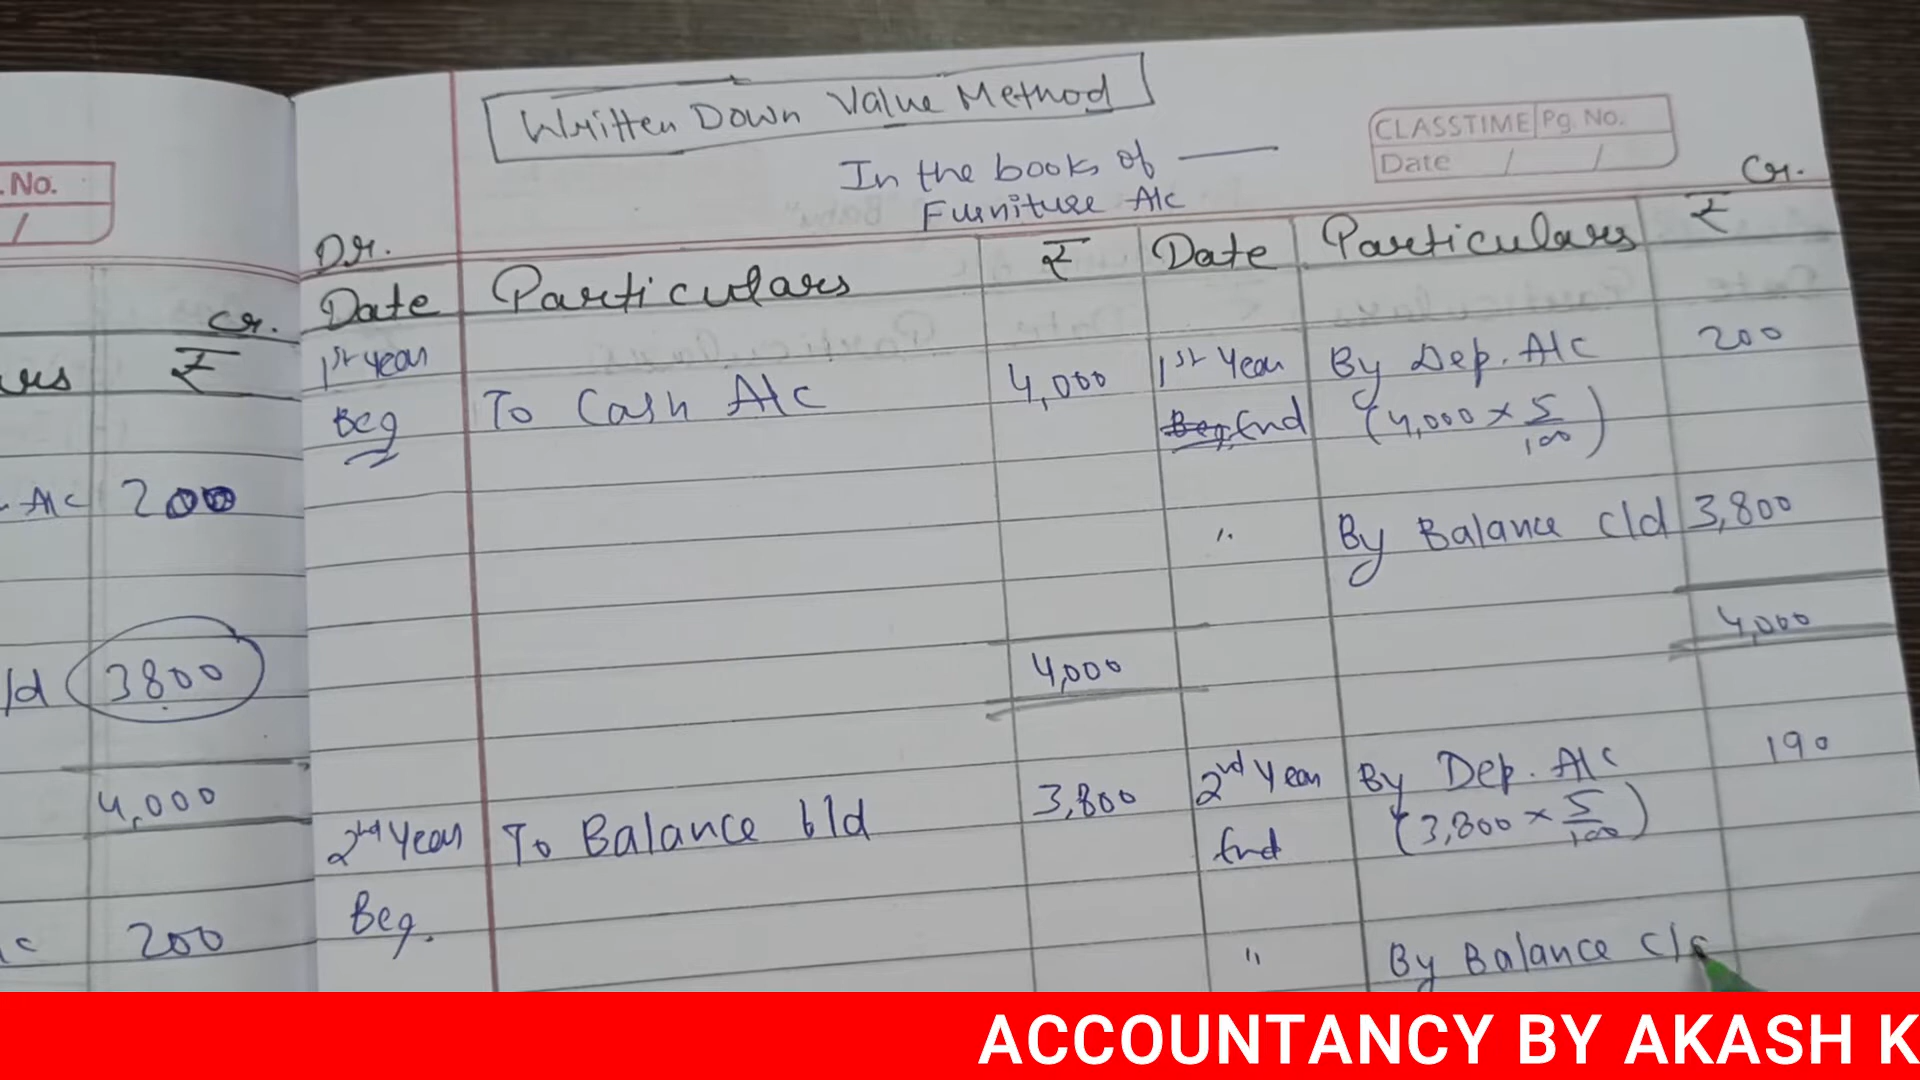 .No.
/
cr.
₹
A/c 200
/d 3800
4,000
c 200
Written Down Value Method
In the books of ——
Furniture A/c
CLASSTIME Pg. No.
Date / /
Dr. Cr.
Date Particulars ₹ Date Particulars ₹
1st Year To Cash A/c 4,000 1st Year By Dep. A/c 200
Beg End (4,000 × 5/100)
" By Balance c/d 3,800
4,000 4,000
2nd Year To Balance b/d 3,800 2nd Year By Dep. A/c 190
Beg. End (3,800 × 5/100)
" By Balance c/
ACCOUNTANCY BY AKASH K